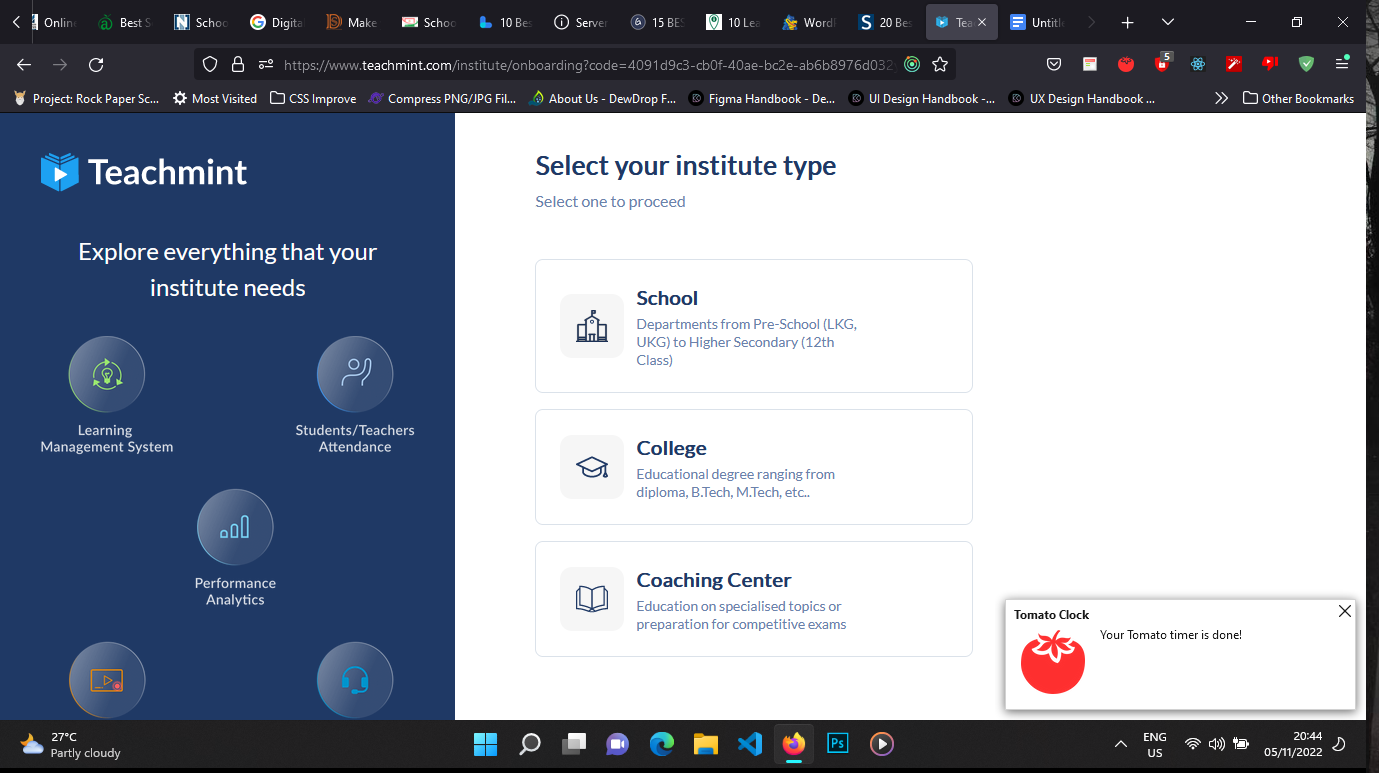 Online
Best S
Schoo
Digita
Make
Schoo
10 Bes
Server
15 BES
10 Lea
WordP
20 Bes
Tea
Untitle
https://www.teachmint.com/institute/onboarding?code=4091d9c3-cb0f-40ae-bc2e-ab6b8976d032
5
Project: Rock Paper Sc...
Most Visited
CSS Improve
Compress PNG/JPG Fil...
About Us - DewDrop F...
Figma Handbook - De...
UI Design Handbook -...
UX Design Handbook ...
Other Bookmarks
Teachmint
Explore everything that your
institute needs
Learning
Management System
Students/Teachers
Attendance
Performance
Analytics
Select your institute type
Select one to proceed
School
Departments from Pre-School (LKG,
UKG) to Higher Secondary (12th
Class)
College
Educational degree ranging from
diploma, B.Tech, M.Tech, etc..
Coaching Center
Education on specialised topics or
preparation for competitive exams
Tomato Clock
Your Tomato timer is done!
27°C
Partly cloudy
Ps
ENG
US
20:44
05/11/2022